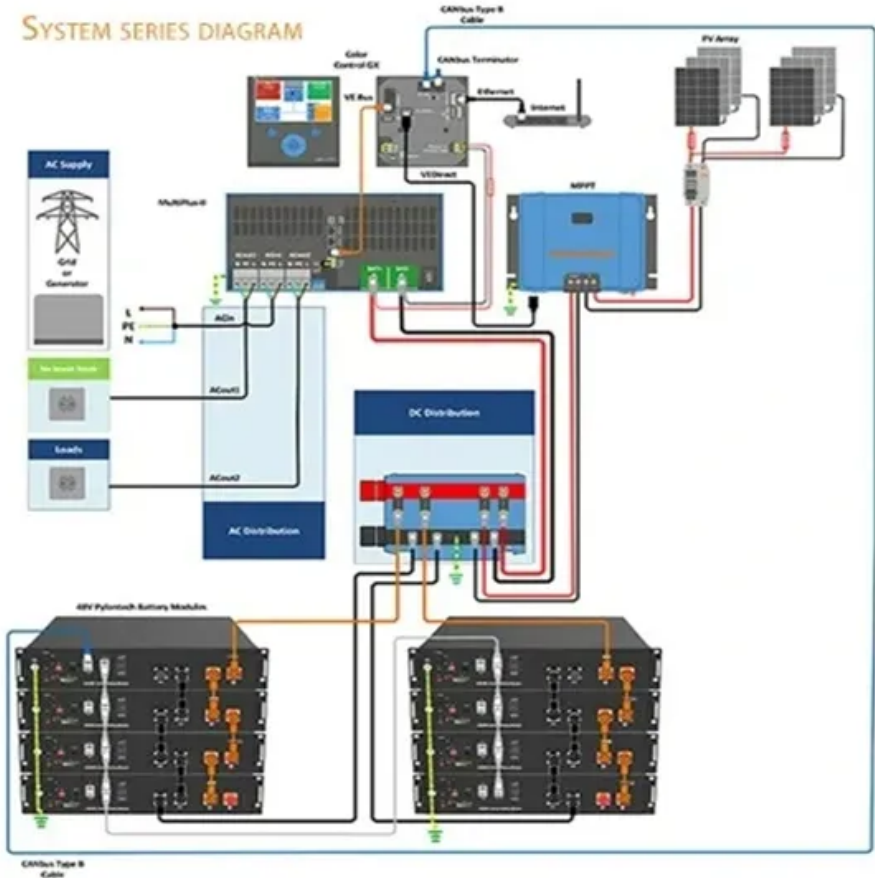 SYSTEM SERIES DIAGRAM
CANbus Type B
Cable
Color
Control GX
CANbus Terminator
PV Array
VE Bus
Ethernet
Internet
AC Supply
Grid
or
Generator
MultiPlus-II
VE Direct
MPPT
L
PE
N
ACin
ACout1
Loads
ACout2
AC Distribution
DC Distribution
48V Pylontech Battery Modules
CANbus Type B
Cable